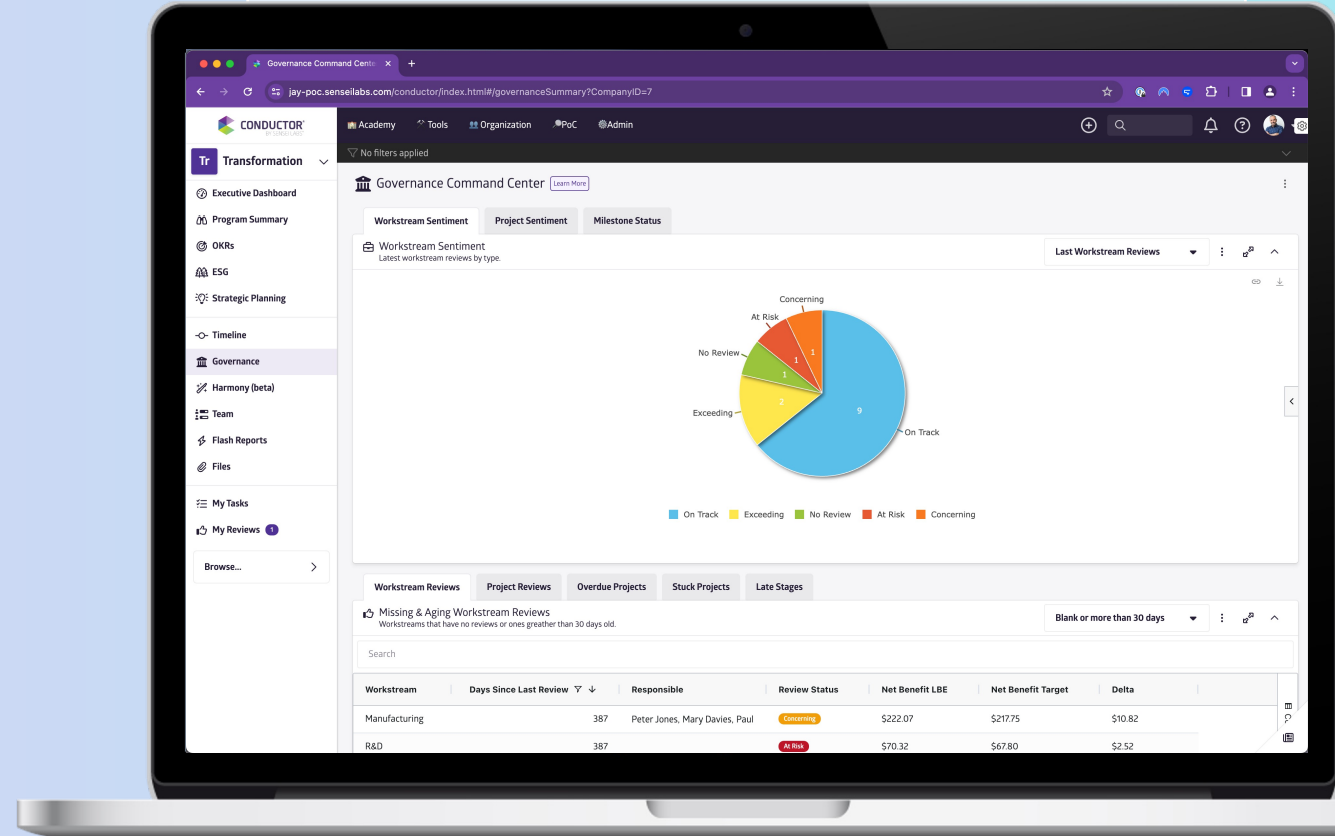 Governance Command Cente
jay-poc.senseilabs.com/conductor/index.html#/governanceSummary?CompanyID=7
CONDUCTOR
Academy Tools Organization PoC Admin
No filters applied
Tr Transformation
Executive Dashboard
Program Summary
OKRs
ESG
Strategic Planning
Timeline
Governance
Harmony (beta)
Team
Flash Reports
Files
My Tasks
My Reviews 1
Browse...
Governance Command Center Learn More
Workstream Sentiment Project Sentiment Milestone Status
Workstream Sentiment
Latest workstream reviews by type.
Last Workstream Reviews
Concerning
At Risk
No Review
Exceeding
On Track
1
1
1
2
9
On Track Exceeding No Review At Risk Concerning
Workstream Reviews Project Reviews Overdue Projects Stuck Projects Late Stages
Missing & Aging Workstream Reviews
Workstreams that have no reviews or ones greather than 30 days old.
Blank or more than 30 days
Search
Workstream Days Since Last Review Responsible Review Status Net Benefit LBE Net Benefit Target Delta
Manufacturing 387 Peter Jones, Mary Davies, Paul Concerning $222.07 $217.75 $10.82
R&D 387 At Risk $70.32 $67.80 $2.52